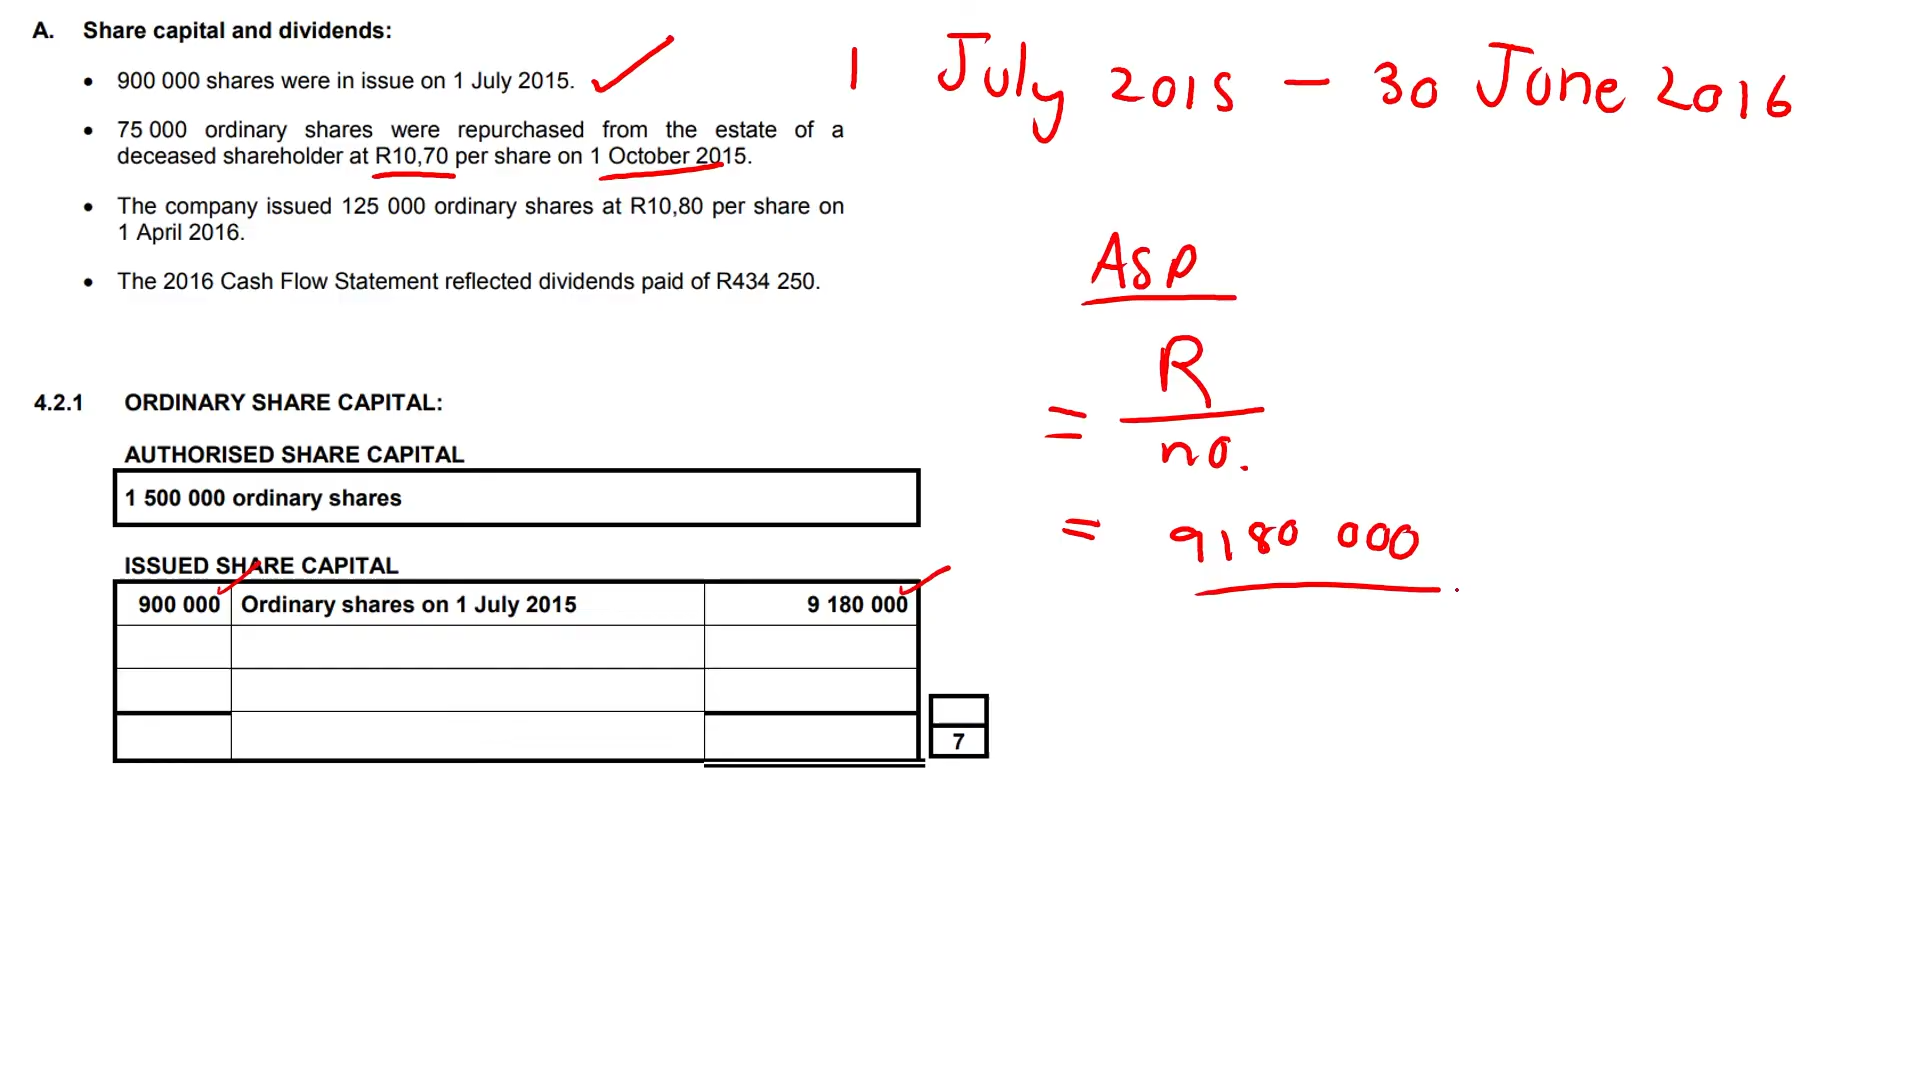 A. Share capital and dividends:
• 900 000 shares were in issue on 1 July 2015.
• 75 000 ordinary shares were repurchased from the estate of a
deceased shareholder at R10,70 per share on 1 October 2015.
• The company issued 125 000 ordinary shares at R10,80 per share on
1 April 2016.
• The 2016 Cash Flow Statement reflected dividends paid of R434 250.
1 July 2015 – 30 June 2016
ASP
= R
no.
= 9180 000
4.2.1 ORDINARY SHARE CAPITAL:
AUTHORISED SHARE CAPITAL
1 500 000 ordinary shares
ISSUED SHARE CAPITAL
900 000 Ordinary shares on 1 July 2015 9 180 000
7